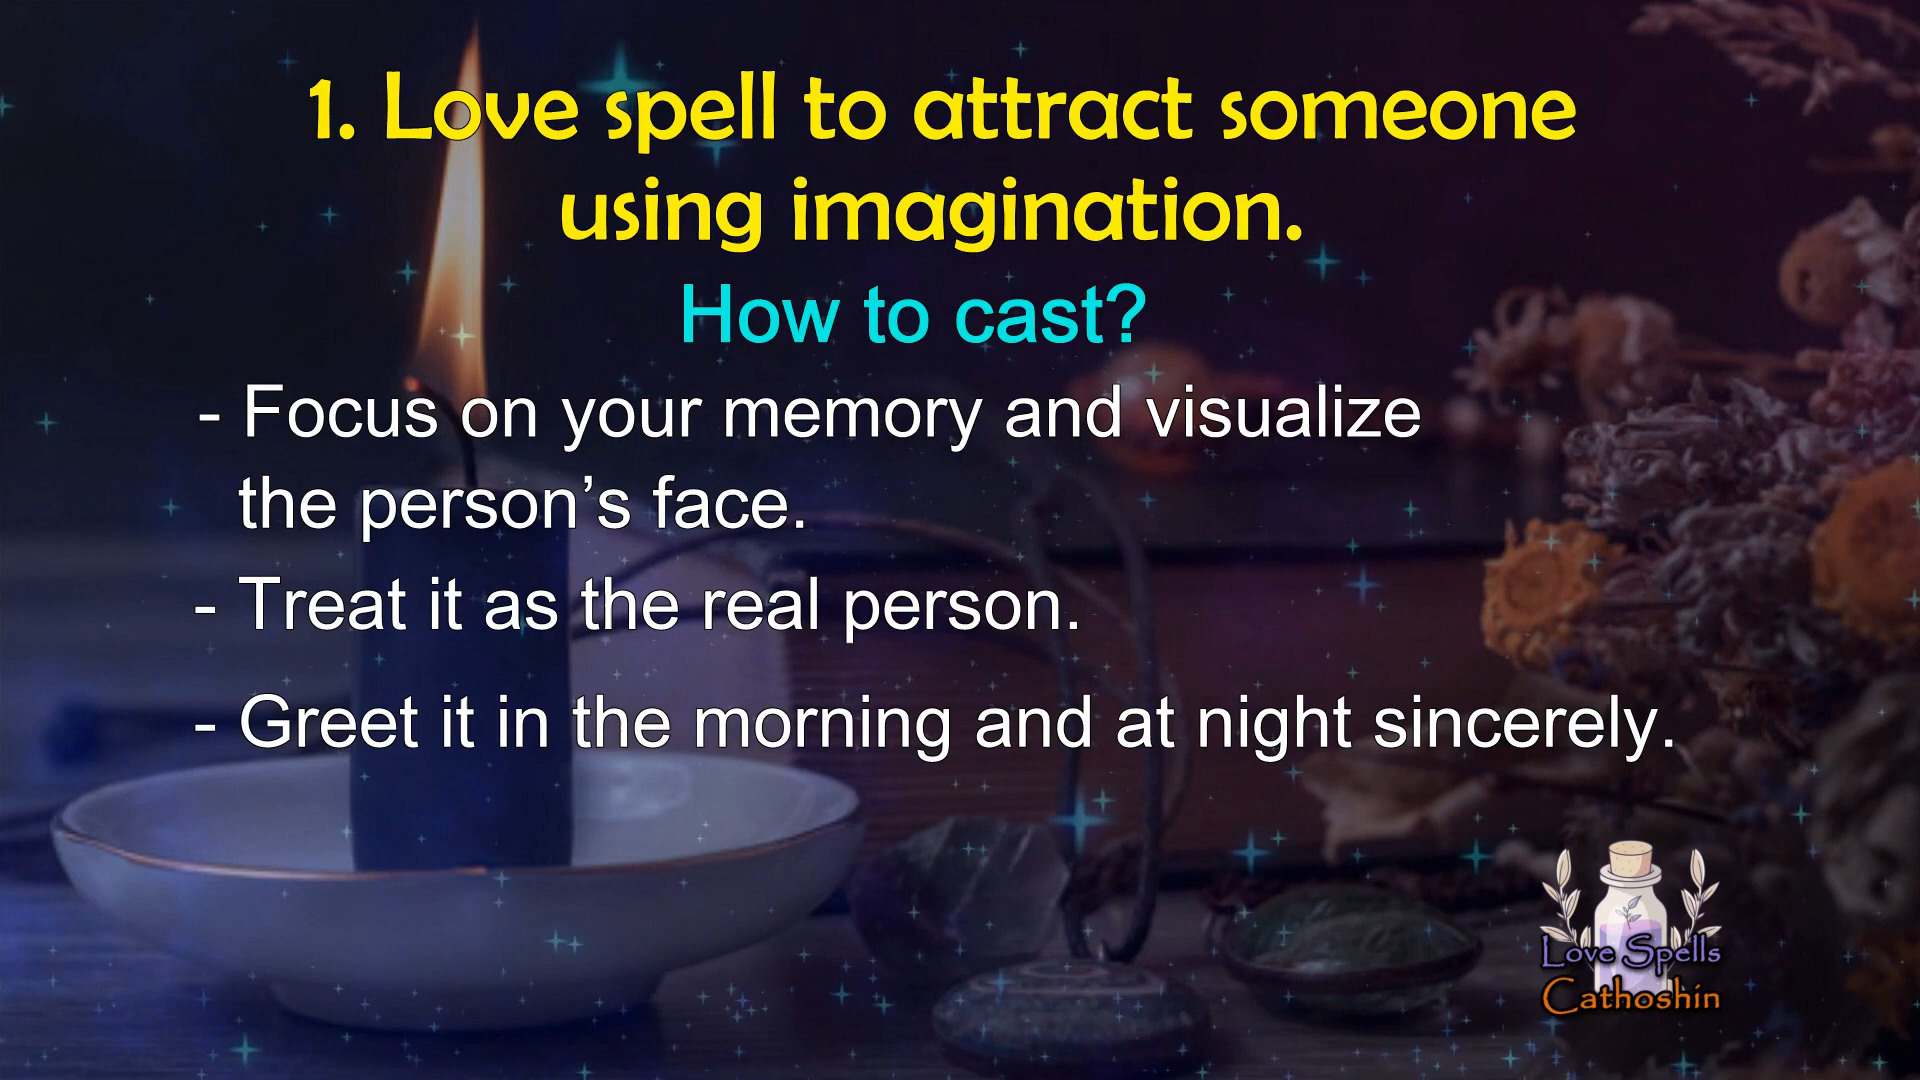 1. Love spell to attract someone
using imagination.
How to cast?
- Focus on your memory and visualize
the person’s face.
- Treat it as the real person.
- Greet it in the morning and at night sincerely.
Love Spells
Cathoshin